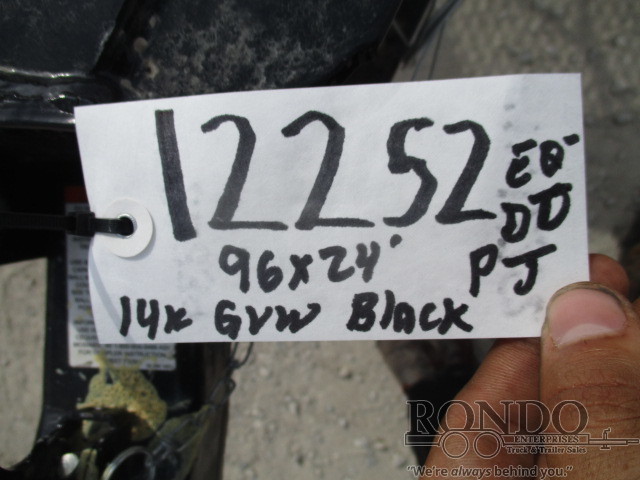 12252
EQ
DD
PJ
96x24'
14K GVW Black
RONDO
ENTERPRISES
Truck & Trailer Sales
"We're always behind you."